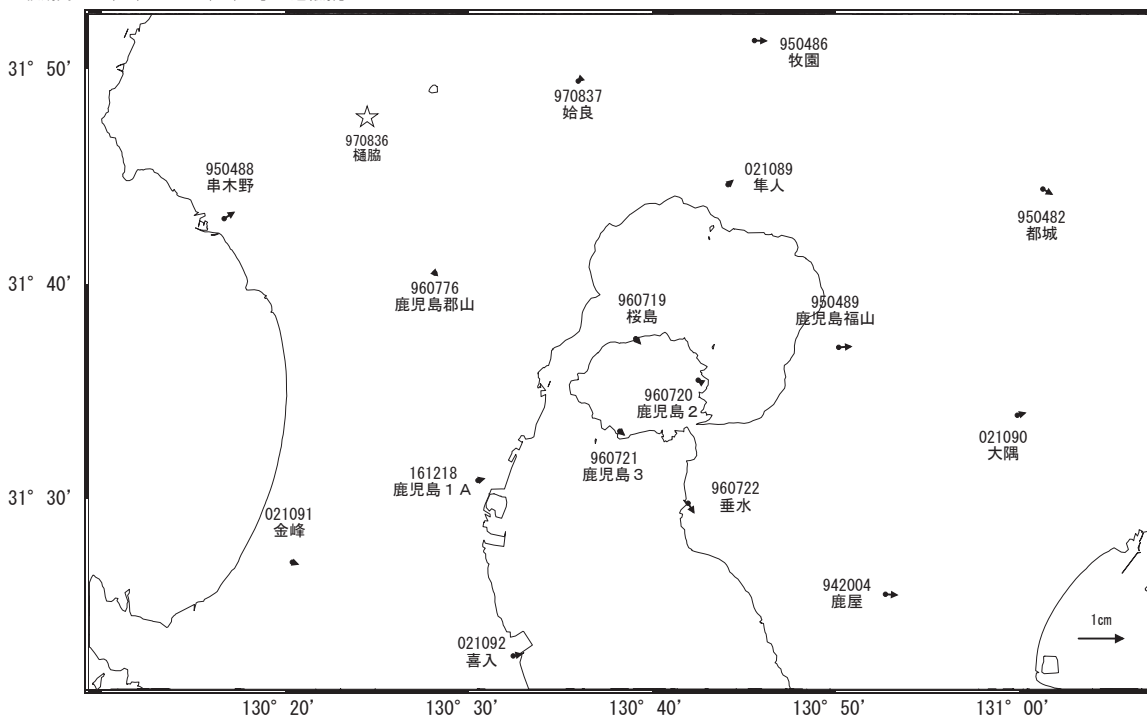 950486
牧園
31° 50'
970837
姶良
970836
樋脇
950488
串木野
021089
隼人
950482
都城
31° 40'
960776
鹿児島郡山
960719
桜島
950489
鹿児島福山
960720
鹿児島2
021090
大隅
960721
鹿児島3
161218
鹿児島1A
31° 30'
960722
垂水
021091
金峰
942004
鹿屋
1cm
021092
喜入
130° 20'
130° 30'
130° 40'
130° 50'
131° 00'